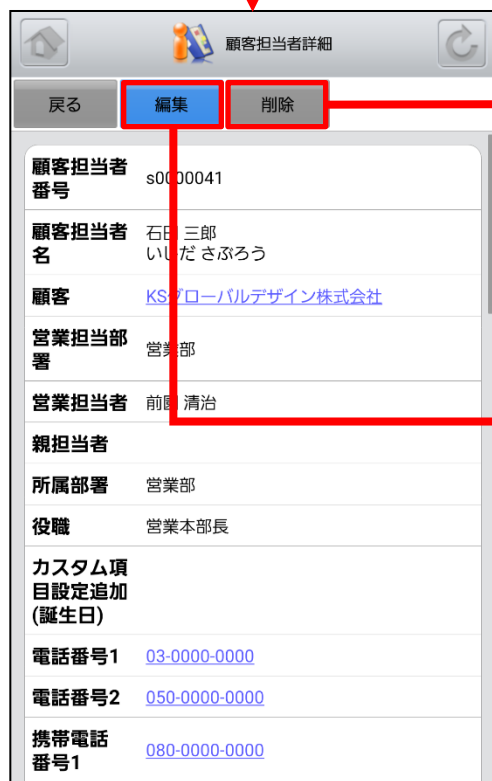 顧客担当者詳細
戻る 編集 削除
顧客担当者
番号
s0000041
顧客担当者
名
石田 三郎
いしだ さぶろう
顧客 KSグローバルデザイン株式会社
営業担当部
署
営業部
営業担当者 前園 清治
親担当者
所属部署 営業部
役職 営業本部長
カスタム項
目設定追加
(誕生日)
電話番号1 03-0000-0000
電話番号2 050-0000-0000
携帯電話
番号1
080-0000-0000